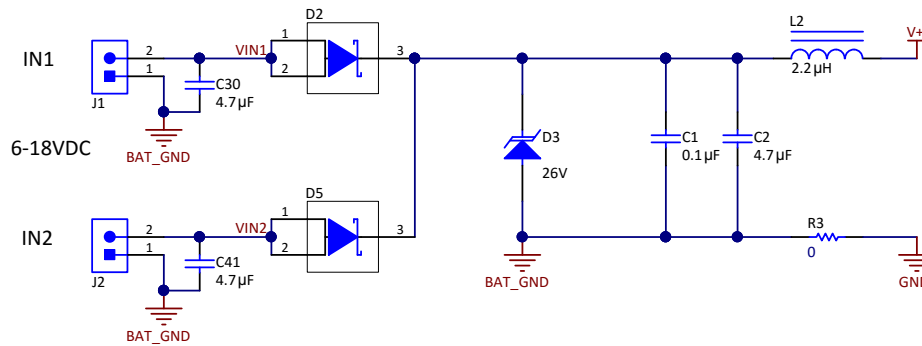 IN1
J1
2
1
C30
4.7µF
BAT_GND
VIN1
D2
1
2
3
6-18VDC
IN2
J2
2
1
C41
4.7µF
BAT_GND
VIN2
D5
1
2
3
D3
26V
BAT_GND
C1
0.1µF
C2
4.7µF
L2
2.2µH
V+
R3
0
GND